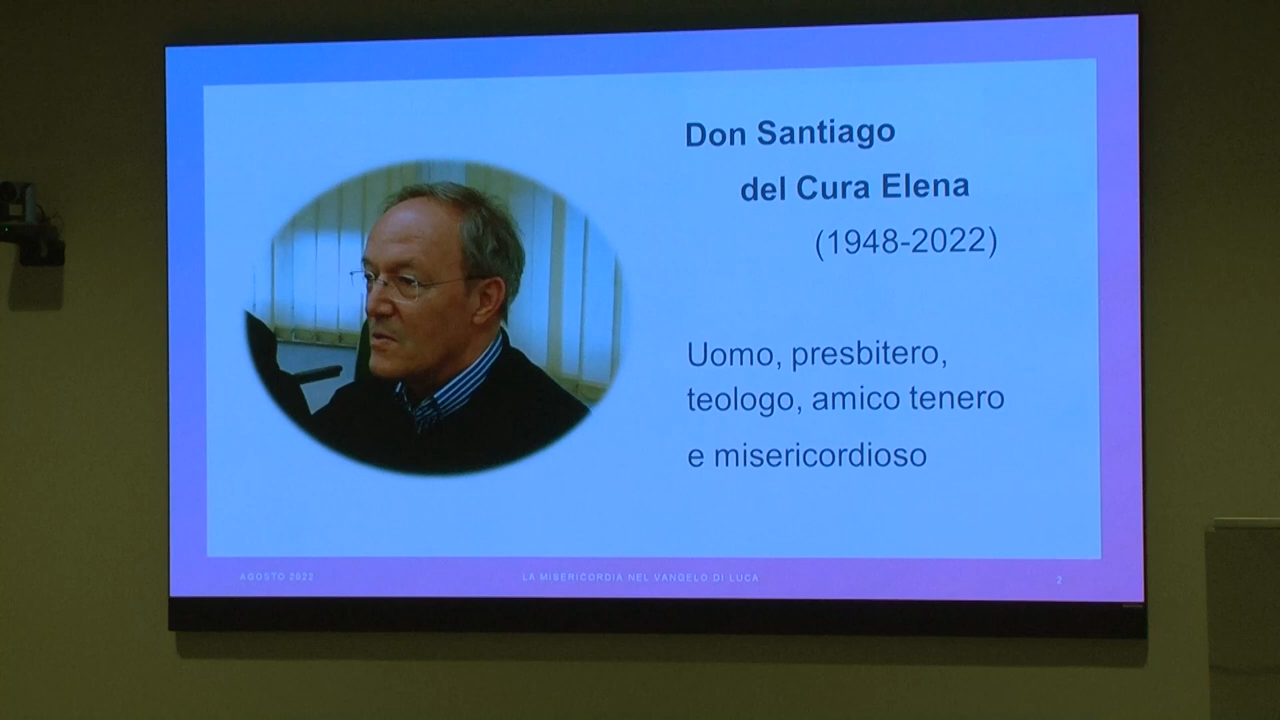 Don Santiago
del Cura Elena
(1948-2022)
Uomo, presbitero,
teologo, amico tenero
e misericordioso
AGOSTO 2022
LA MISERICORDIA NEL VANGELO DI LUCA
2